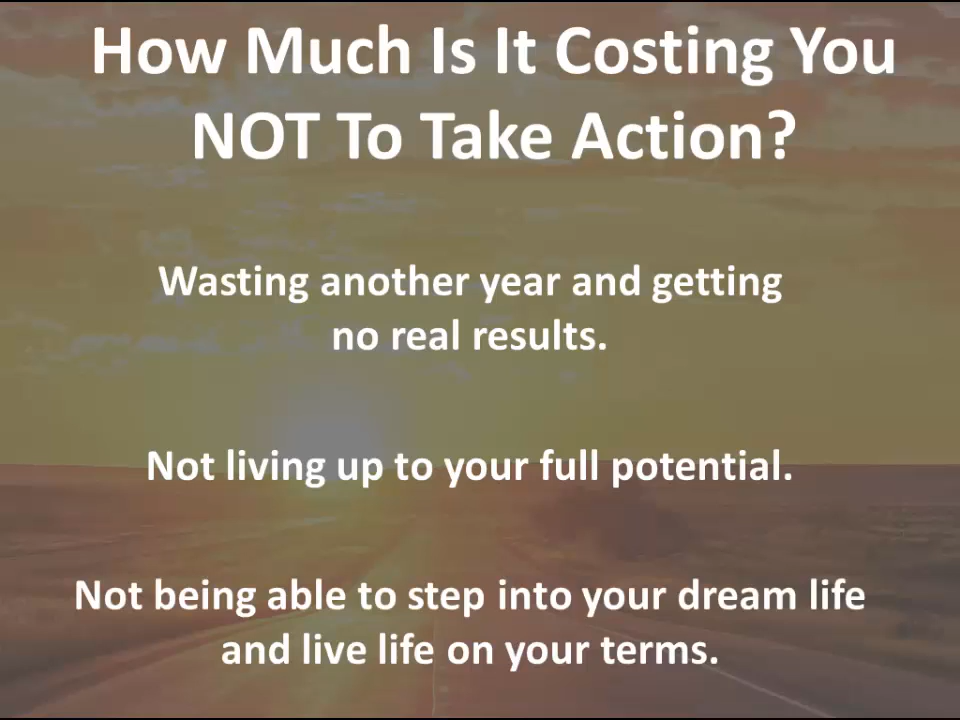 How Much Is It Costing You
NOT To Take Action?
Wasting another year and getting
no real results.
Not living up to your full potential.
Not being able to step into your dream life
and live life on your terms.